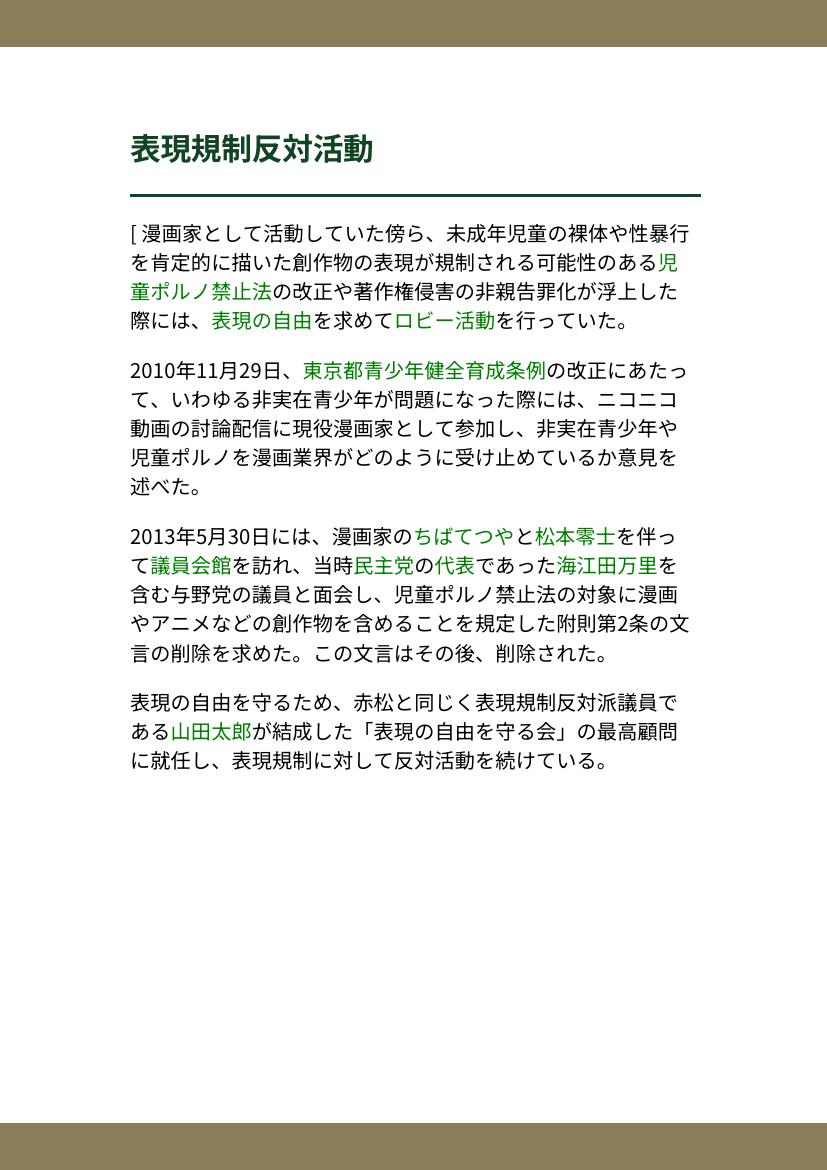 表現規制反対活動
[ 漫画家として活動していた傍ら、未成年児童の裸体や性暴行
を肯定的に描いた創作物の表現が規制される可能性のある児
童ポルノ禁止法の改正や著作権侵害の非親告罪化が浮上した
際には、表現の自由を求めてロビー活動を行っていた。
2010年11月29日、東京都青少年健全育成条例の改正にあたっ
て、いわゆる非実在青少年が問題になった際には、ニコニコ
動画の討論配信に現役漫画家として参加し、非実在青少年や
児童ポルノを漫画業界がどのように受け止めているか意見を
述べた。
2013年5月30日には、漫画家のちばてつやと松本零士を伴っ
て議員会館を訪れ、当時民主党の代表であった海江田万里を
含む与野党の議員と面会し、児童ポルノ禁止法の対象に漫画
やアニメなどの創作物を含めることを規定した附則第2条の文
言の削除を求めた。この文言はその後、削除された。
表現の自由を守るため、赤松と同じく表現規制反対派議員で
ある山田太郎が結成した「表現の自由を守る会」の最高顧問
に就任し、表現規制に対して反対活動を続けている。